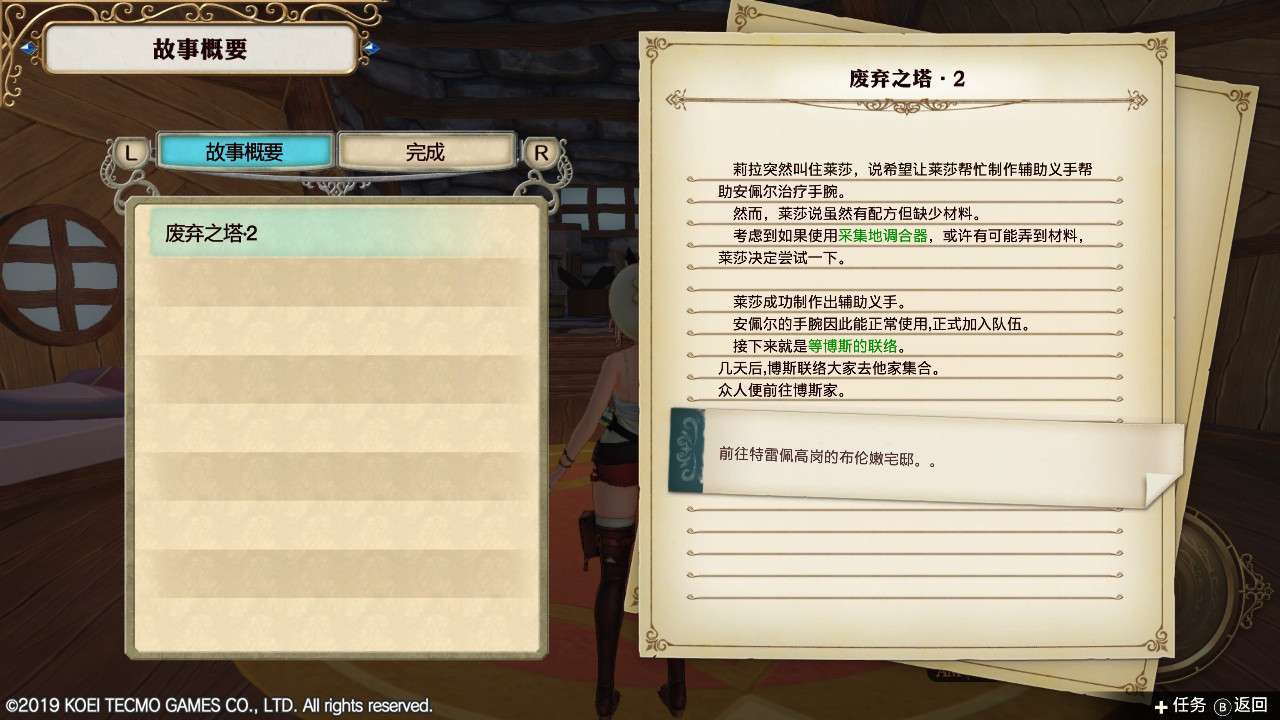 故事概要
L
故事概要
完成
R
废弃之塔·2
废弃之塔·2
莉拉突然叫住莱莎，说希望让莱莎帮忙制作辅助义手帮
助安佩尔治疗手腕。
然而，莱莎说虽然有配方但缺少材料。
考虑到如果使用采集地调合器，或许有可能弄到材料，
莱莎决定尝试一下。
莱莎成功制作出辅助义手。
安佩尔的手腕因此能正常使用,正式加入队伍。
接下来就是等博斯的联络。
几天后,博斯联络大家去他家集合。
众人便前往博斯家。
前往特雷佩高岗的布伦嫩宅邸。。
©2019 KOEI TECMO GAMES CO., LTD. All rights reserved.
任务 B返回